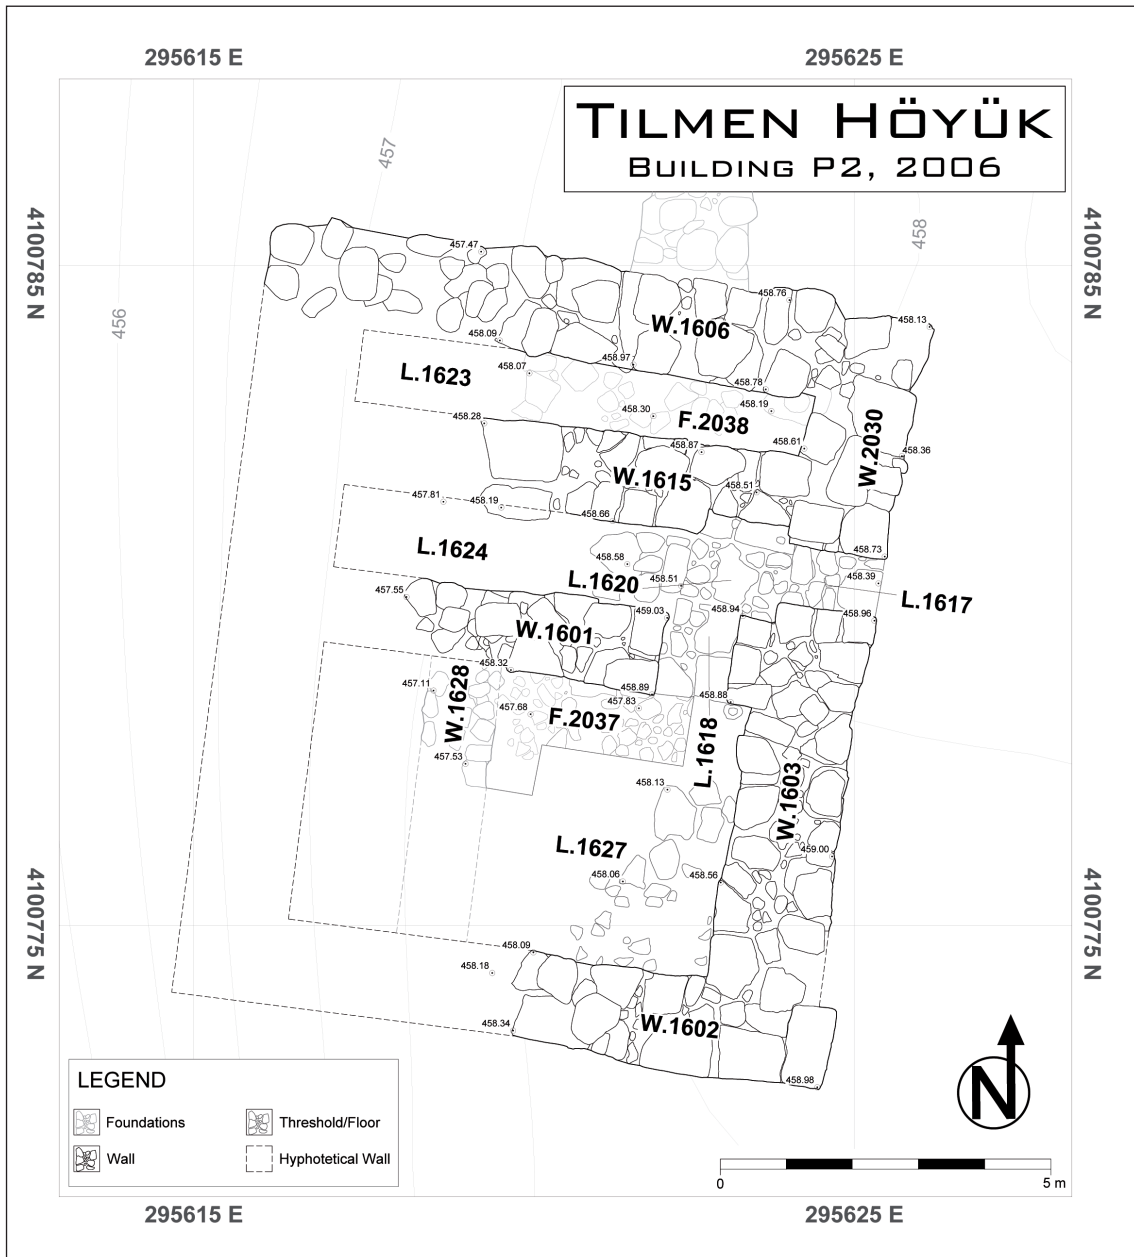 295615 E
295625 E
TILMEN HÖYÜK
BUILDING P2, 2006
457
458
456
4100785 N
4100785 N
457.47
458.76
458.13
W.1606
458.09
458.97
458.07
L.1623
458.78
458.19
458.30
F.2038
458.28
458.61
458.87
W.2030
458.36
W.1615
458.51
457.81
458.19
458.66
L.1624
458.73
458.58
L.1620
458.51
458.39
L.1617
457.55
459.03
458.94
458.96
W.1601
458.32
457.11
W.1628
458.89
458.88
457.83
457.68
F.2037
L.1618
457.53
458.13
W.1603
L.1627
459.00
458.06
458.56
4100775 N
4100775 N
458.09
458.18
458.34
W.1602
458.98
LEGEND
Foundations
Threshold/Floor
Wall
Hyphotetical Wall
N
0
5 m
295615 E
295625 E